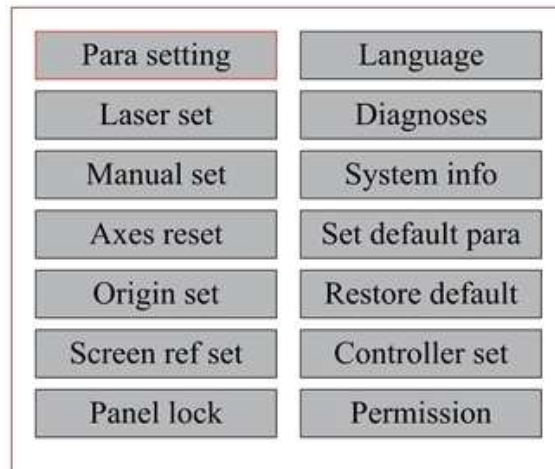 Para setting
Language
Laser set
Diagnoses
Manual set
System info
Axes reset
Set default para
Origin set
Restore default
Screen ref set
Controller set
Panel lock
Permission